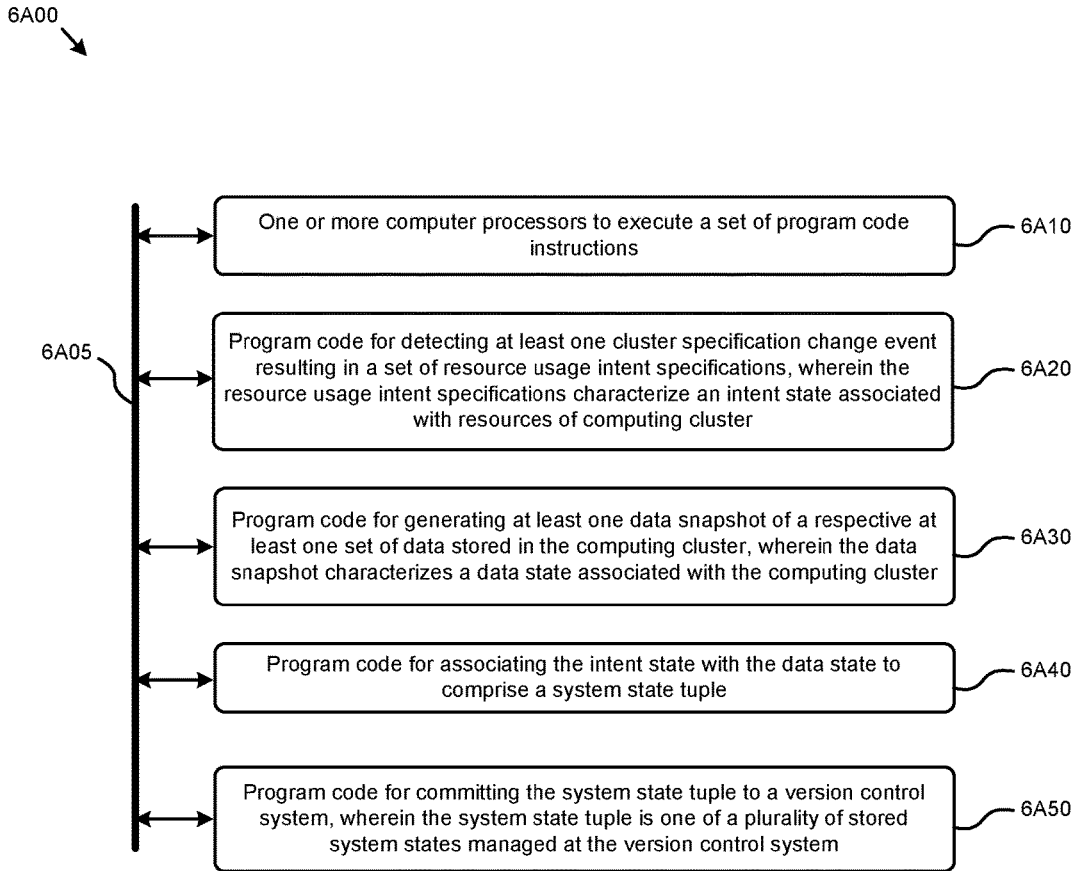 6A00
One or more computer processors to execute a set of program code
instructions
6A10
6A05
Program code for detecting at least one cluster specification change event
resulting in a set of resource usage intent specifications, wherein the
resource usage intent specifications characterize an intent state associated
with resources of computing cluster
6A20
Program code for generating at least one data snapshot of a respective at
least one set of data stored in the computing cluster, wherein the data
snapshot characterizes a data state associated with the computing cluster
6A30
Program code for associating the intent state with the data state to
comprise a system state tuple
6A40
Program code for committing the system state tuple to a version control
system, wherein the system state tuple is one of a plurality of stored
system states managed at the version control system
6A50